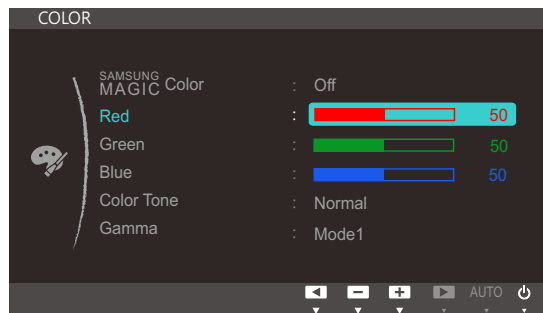 COLOR
SAMSUNG MAGIC Color : Off
Red : 50
Green : 50
Blue : 50
Color Tone : Normal
Gamma : Mode1
AUTO